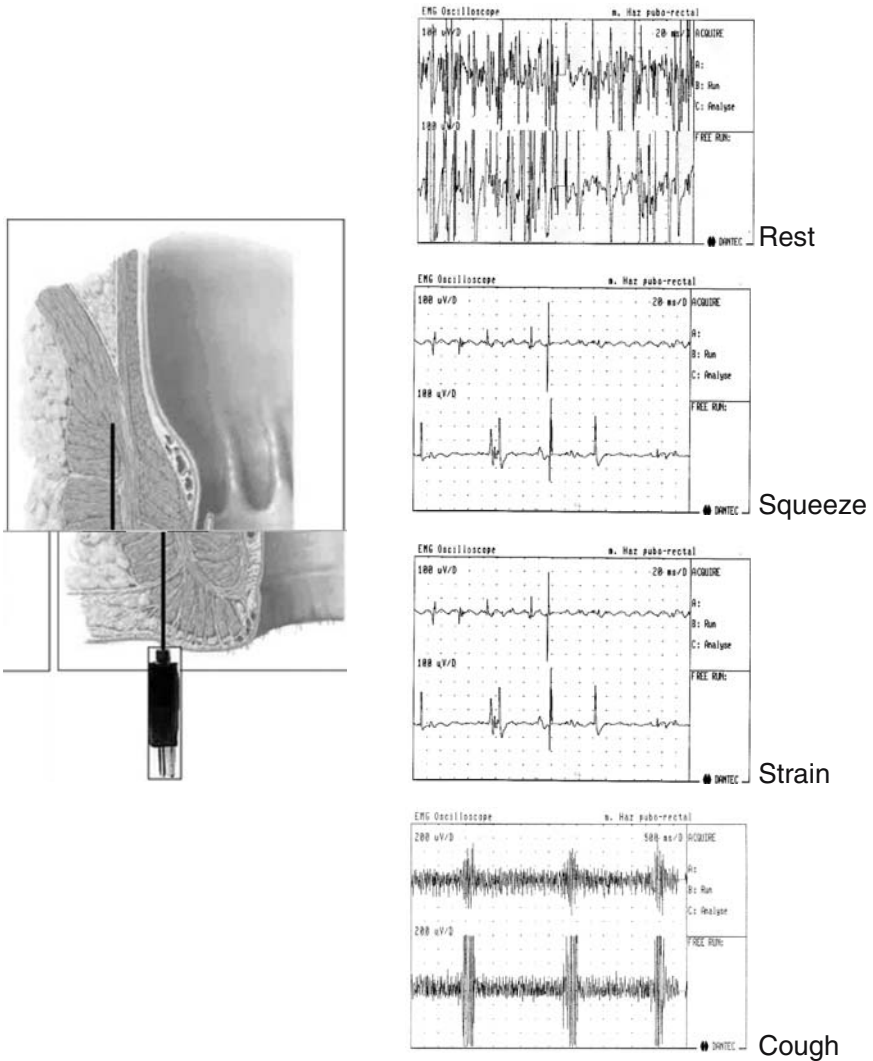 EMG Oscilloscope m. Haz pubo-rectal
100 uV/D 20 ms/D ACQUIRE
A:
B: Run
C: Analyse
100 uV/D
FREE RUN:
DANTEC
Rest
EMG Oscilloscope m. Haz pubo-rectal
100 uV/D 20 ms/D ACQUIRE
A:
B: Run
C: Analyse
100 uV/D
FREE RUN:
DANTEC
Squeeze
EMG Oscilloscope m. Haz pubo-rectal
100 uV/D 20 ms/D ACQUIRE
A:
B: Run
C: Analyse
100 uV/D
FREE RUN:
DANTEC
Strain
EMG Oscilloscope m. Haz pubo-rectal
200 uV/D 500 ms/D ACQUIRE
A:
B: Run
C: Analyse
200 uV/D
FREE RUN:
DANTEC
Cough